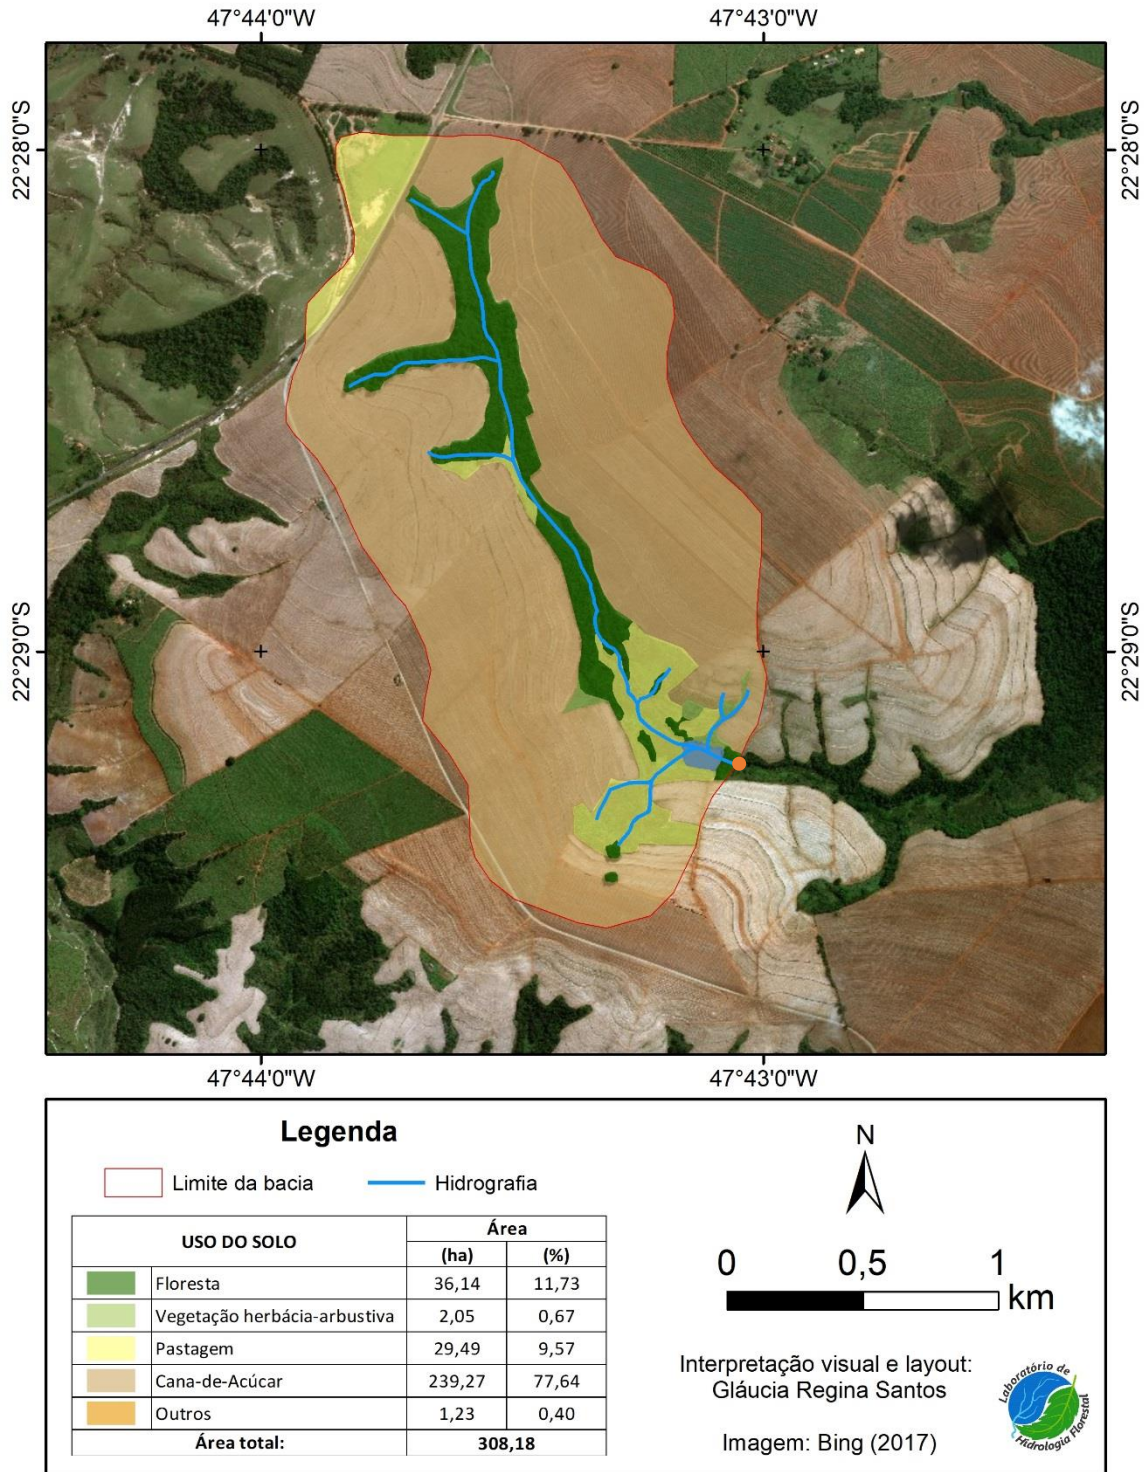 47°44'0"W
47°43'0"W
22°28'0"S
22°28'0"S
22°29'0"S
22°29'0"S
47°44'0"W
47°43'0"W
Legenda
Limite da bacia
Hidrografia
USO DO SOLO
Área
(ha)
(%)
Floresta 36,14 11,73
Vegetação herbácia-arbustiva 2,05 0,67
Pastagem 29,49 9,57
Cana-de-Acúcar 239,27 77,64
Outros 1,23 0,40
Área total: 308,18
N
0 0,5 1
km
Interpretação visual e layout:
Gláucia Regina Santos
Imagem: Bing (2017)
Laboratório de
Hidrologia Florestal